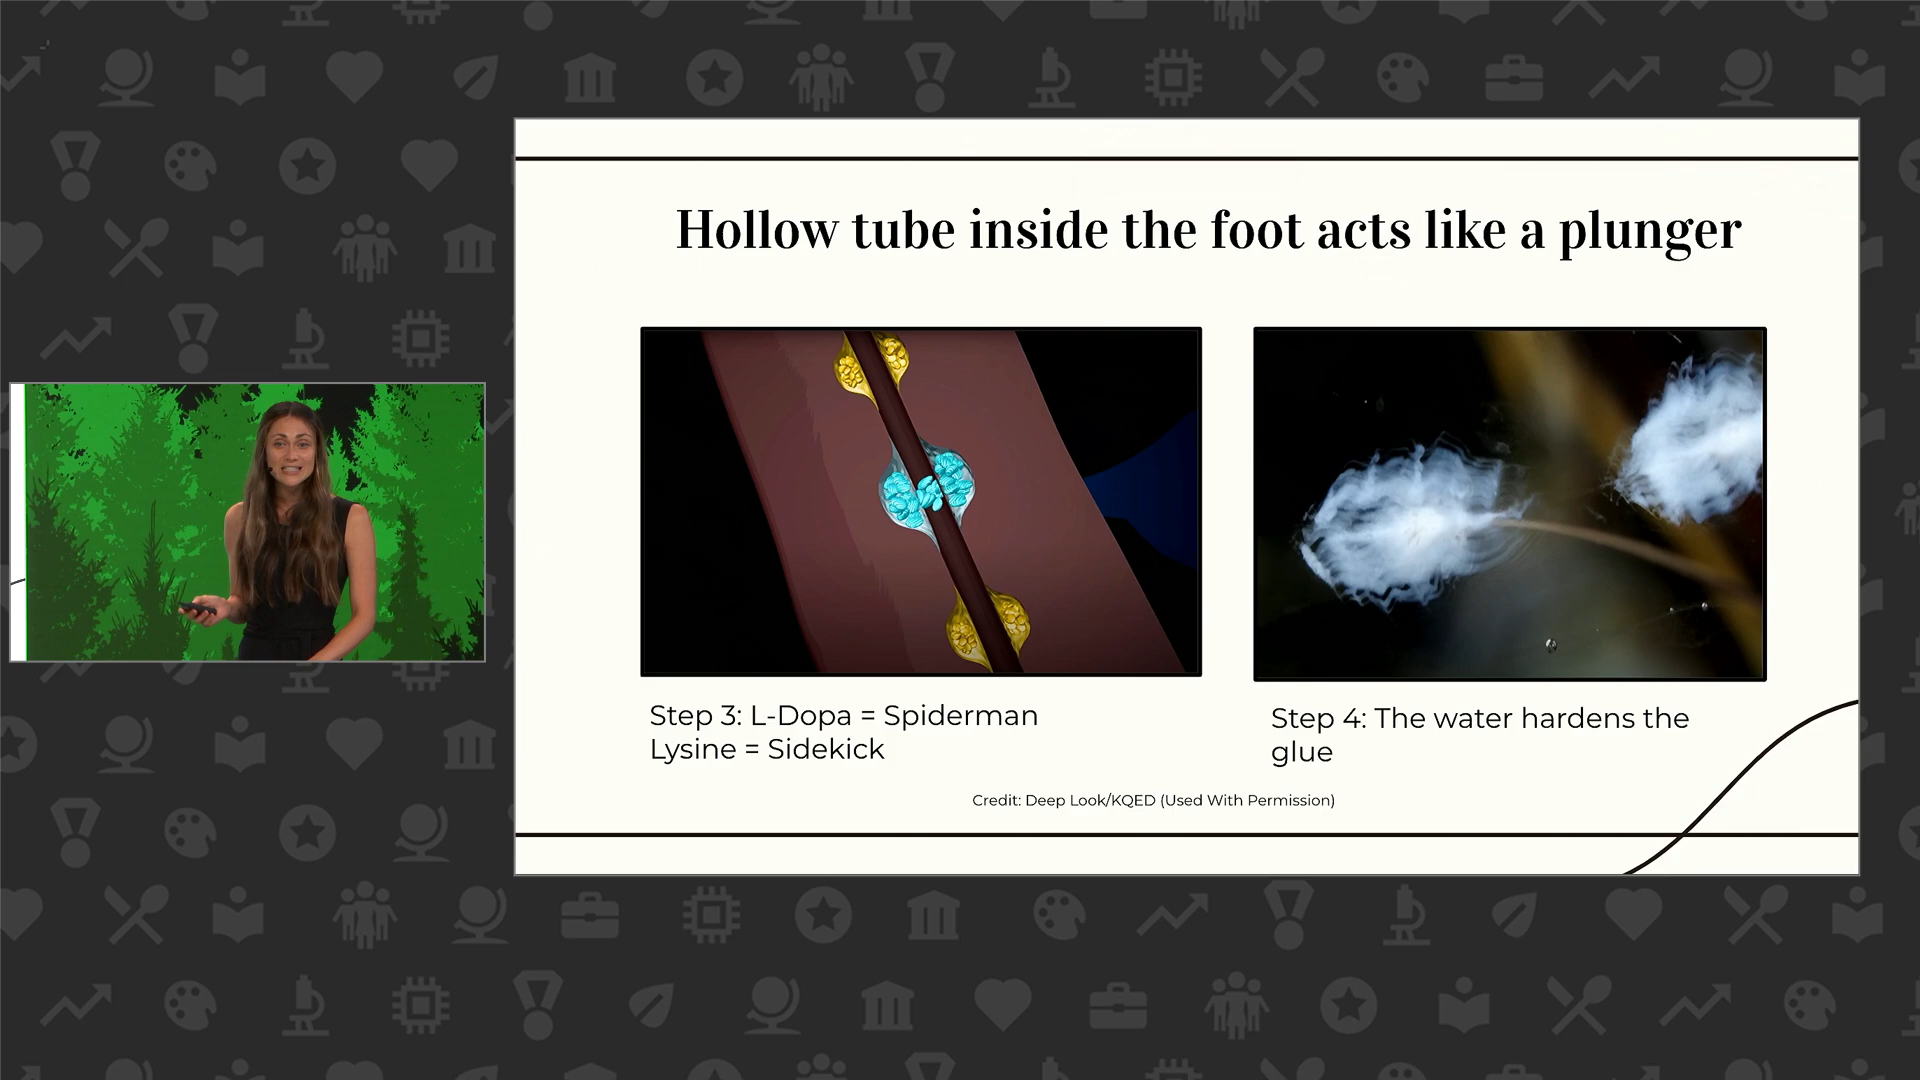 Hollow tube inside the foot acts like a plunger
Step 3: L-Dopa = Spiderman
Lysine = Sidekick
Step 4: The water hardens the
glue
Credit: Deep Look/KQED (Used With Permission)